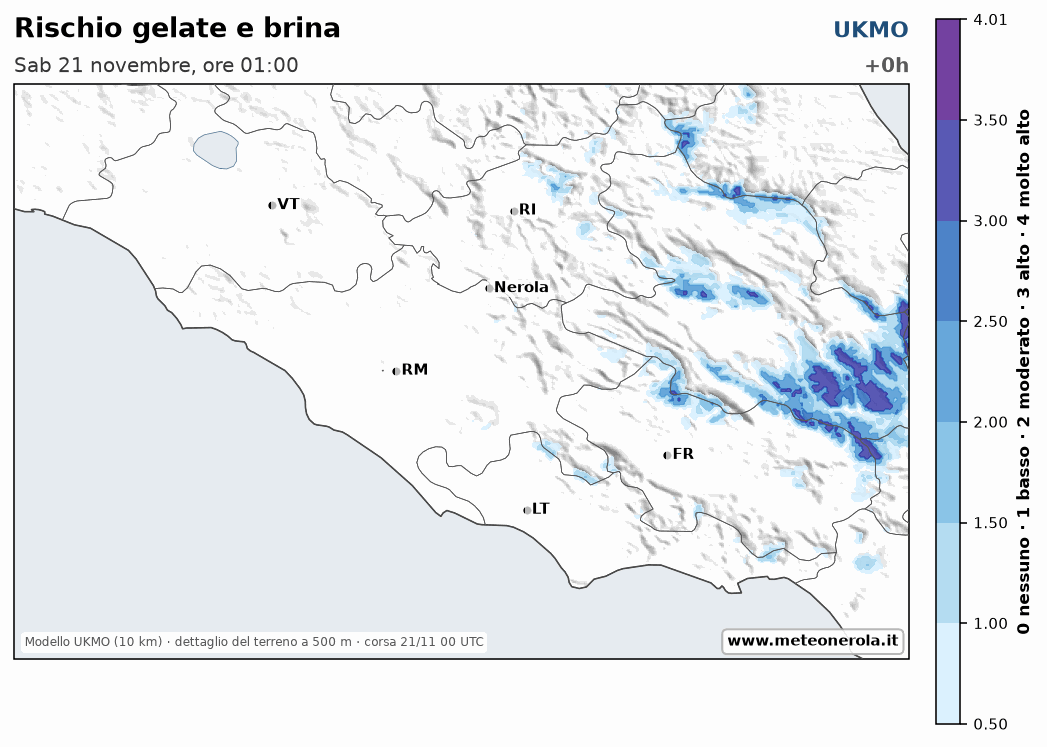 Rischio gelate e brina
UKMO
Sab 21 novembre, ore 01:00
+0h
VT
RI
Nerola
RM
FR
LT
Modello UKMO (10 km) · dettaglio del terreno a 500 m · corsa 21/11 00 UTC
www.meteonerola.it
4.01
3.50
3.00
2.50
2.00
1.50
1.00
0.50
0 nessuno · 1 basso · 2 moderato · 3 alto · 4 molto alto